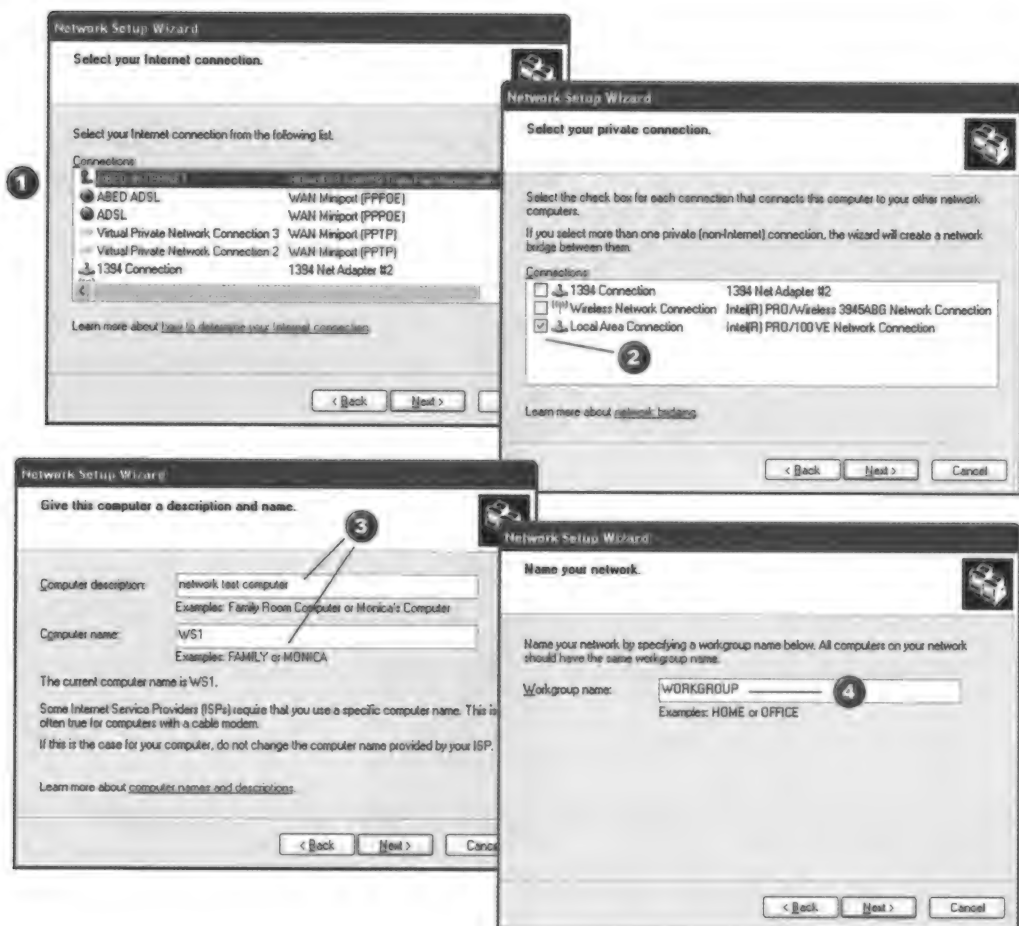 Network Setup Wizard
Select your Internet connection.
Select your Internet connection from the following list.
Connections
ABED ADSL WAN Miniport (PPPOE)
ADSL WAN Miniport (PPPOE)
Virtual Private Network Connection 3 WAN Miniport (PPTP)
Virtual Private Network Connection 2 WAN Miniport (PPTP)
1394 Connection 1394 Net Adapter #2
Learn more about how to determine your Internet connection.
< Back Next >
1
Network Setup Wizard
Select your private connection.
Select the check box for each connection that connects this computer to your other network
computers.
If you select more than one private (non-Internet) connection, the wizard will create a network
bridge between them.
Connections
1394 Connection 1394 Net Adapter #2
Wireless Network Connection Intel(R) PRO/Wireless 3945ABG Network Connection
Local Area Connection Intel(R) PRO/100 VE Network Connection
2
Learn more about network bridging.
< Back Next > Cancel
Network Setup Wizard
Give this computer a description and name.
3
Computer description: network test computer
Examples: Family Room Computer or Monica's Computer
Computer name: WS1
Examples: FAMILY or MONICA
The current computer name is WS1.
Some Internet Service Providers (ISPs) require that you use a specific computer name. This is
often true for computers with a cable modem.
If this is the case for your computer, do not change the computer name provided by your ISP.
Learn more about computer names and descriptions.
< Back Next > Cance
Network Setup Wizard
Name your network.
Name your network by specifying a workgroup name below. All computers on your network
should have the same workgroup name.
Workgroup name: WORKGROUP
4
Examples: HOME or OFFICE
< Back Next > Cancel